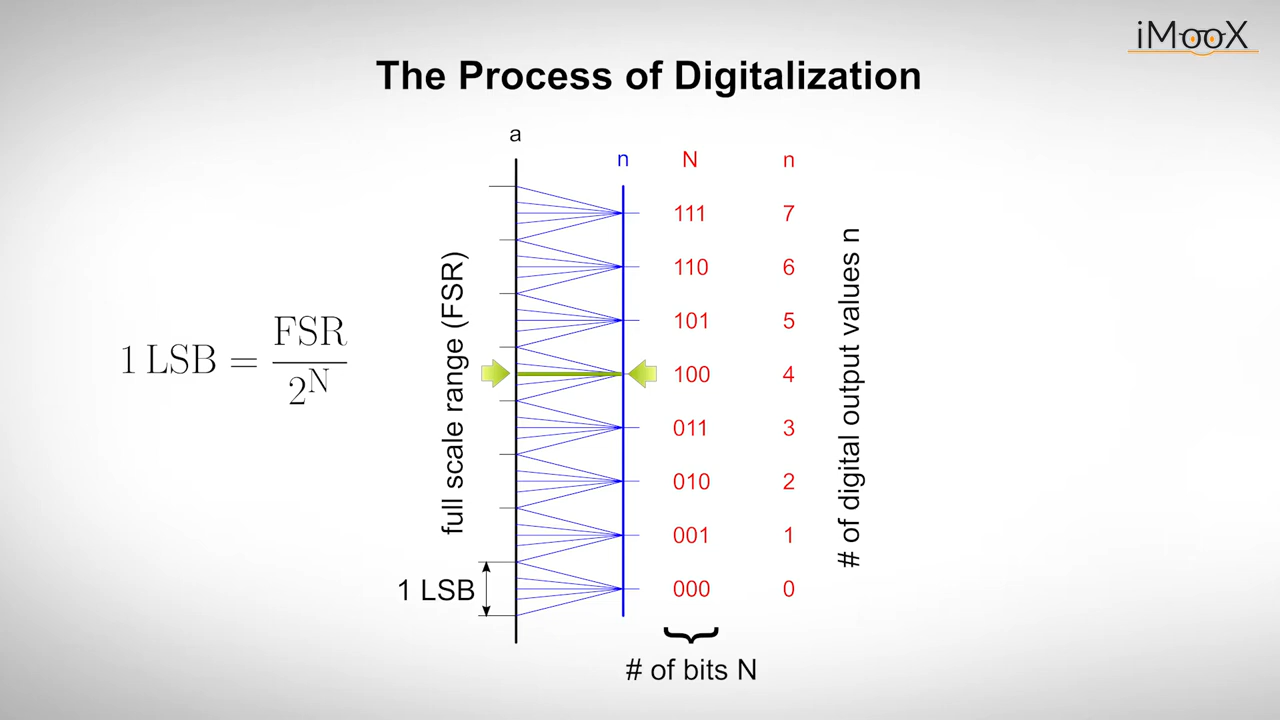 iMooX
The Process of Digitalization
a
n N n
111 7
110 6
101 5
100 4
011 3
010 2
001 1
000 0
full scale range (FSR)
# of digital output values n
1 LSB = FSR / 2^N
1 LSB
# of bits N